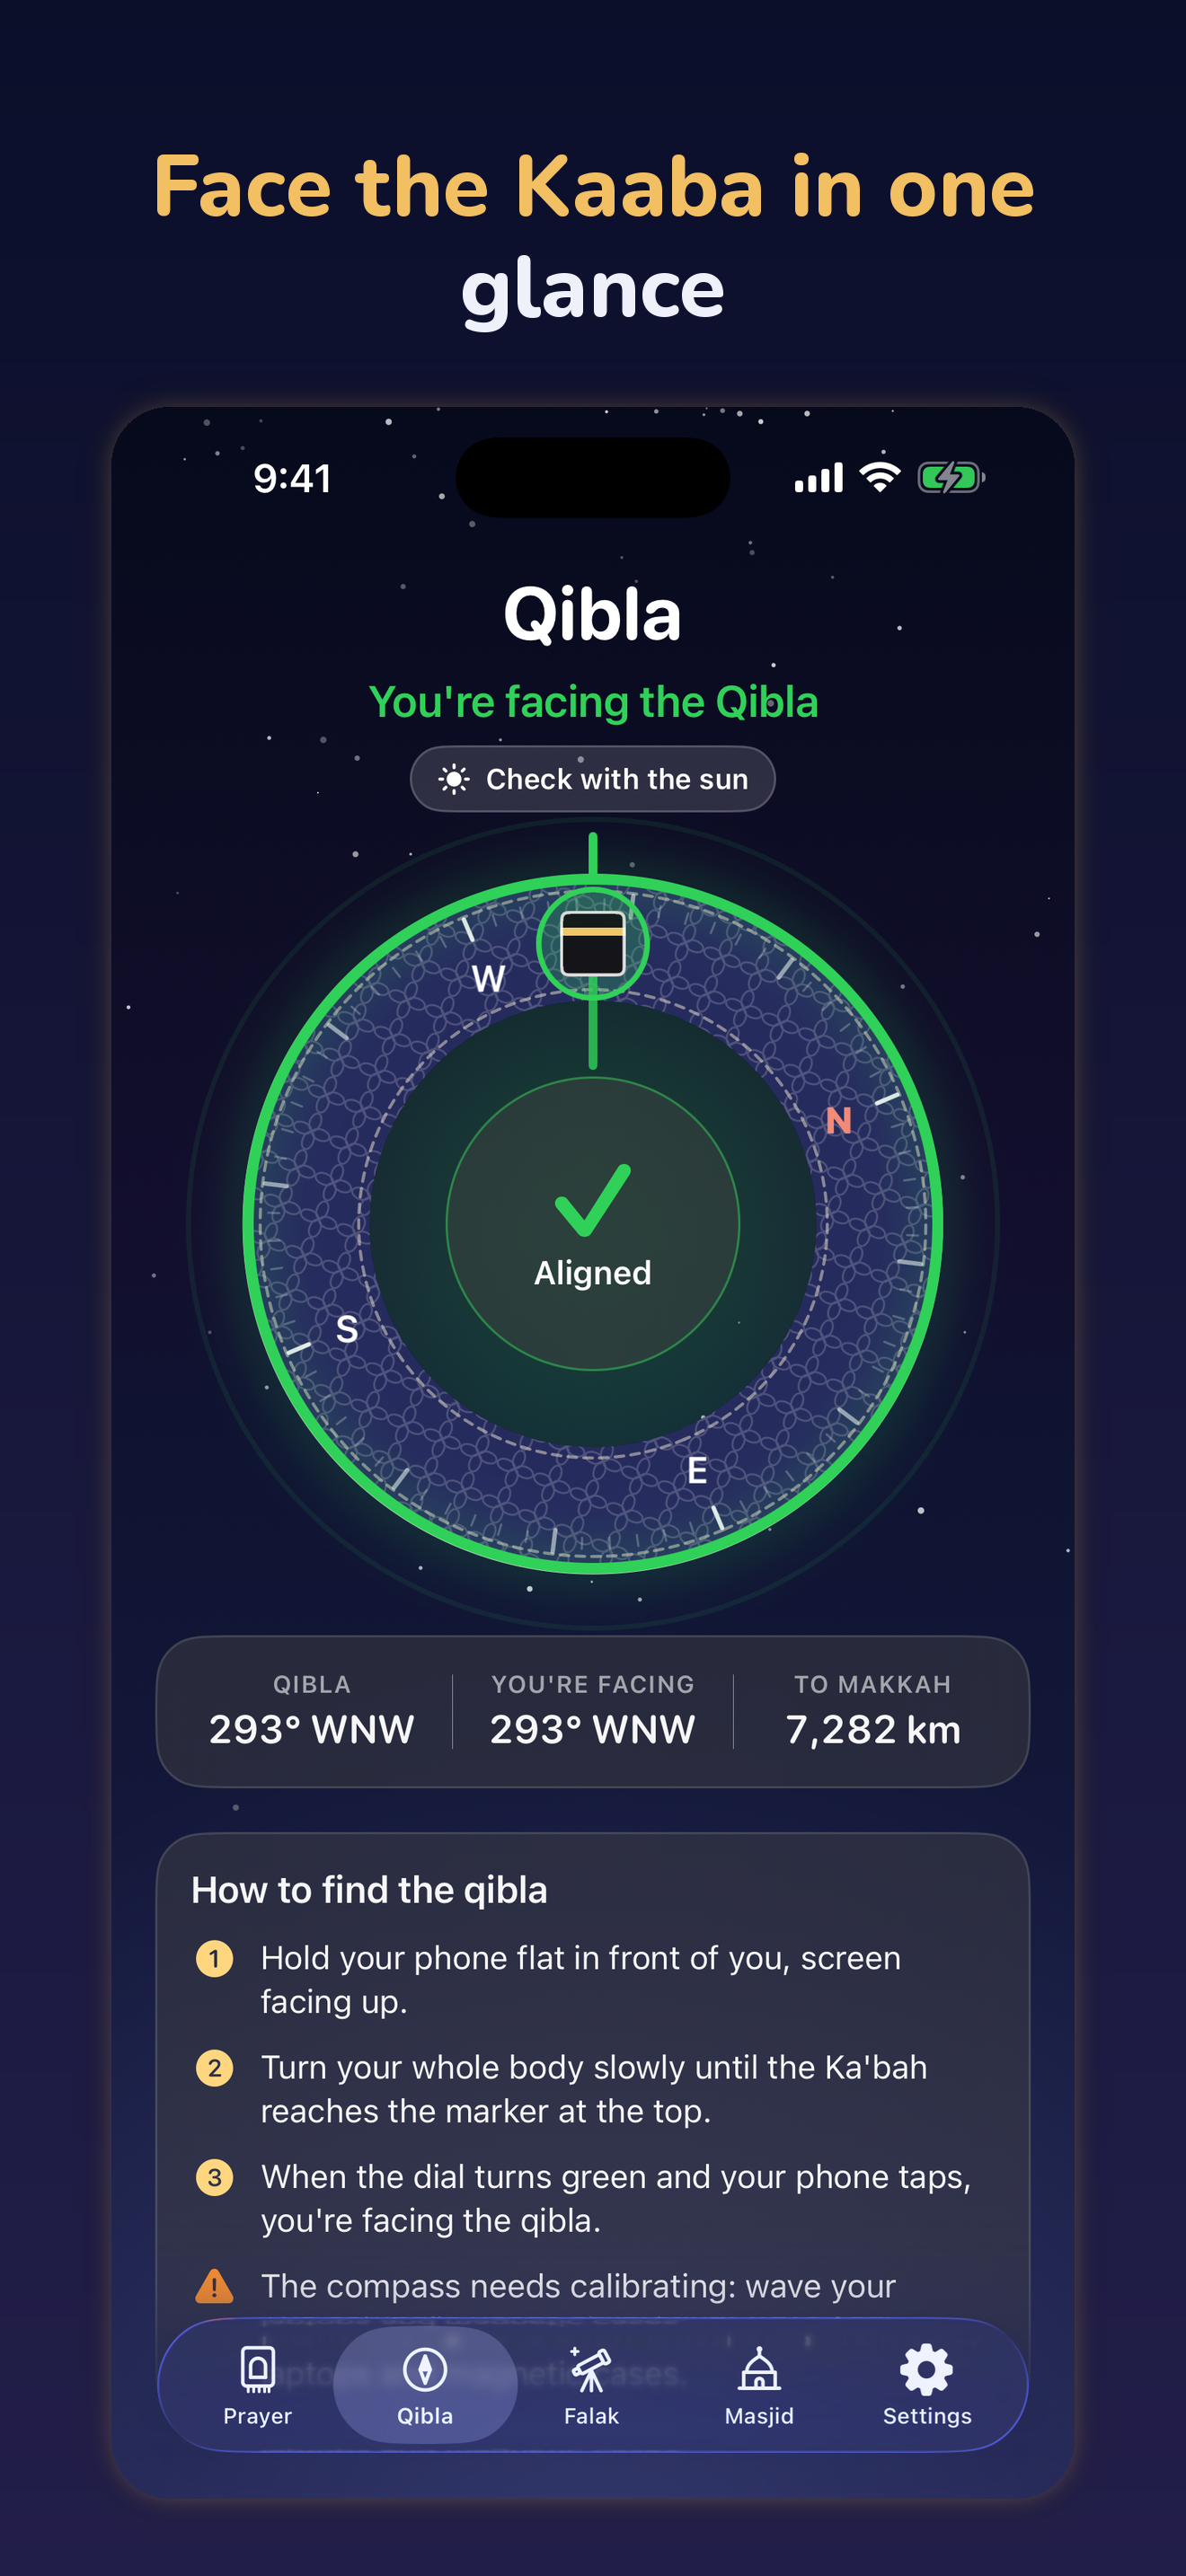 Face the Kaaba in one
glance
9:41
Qibla
You're facing the Qibla
Check with the sun
W
N
Aligned
S
E
QIBLA
293° WNW
YOU'RE FACING
293° WNW
TO MAKKAH
7,282 km
How to find the qibla
1 Hold your phone flat in front of you, screen
facing up.
2 Turn your whole body slowly until the Ka'bah
reaches the marker at the top.
3 When the dial turns green and your phone taps,
you're facing the qibla.
The compass needs calibrating: wave your
cases.
Prayer
Qibla
Falak
Masjid
Settings